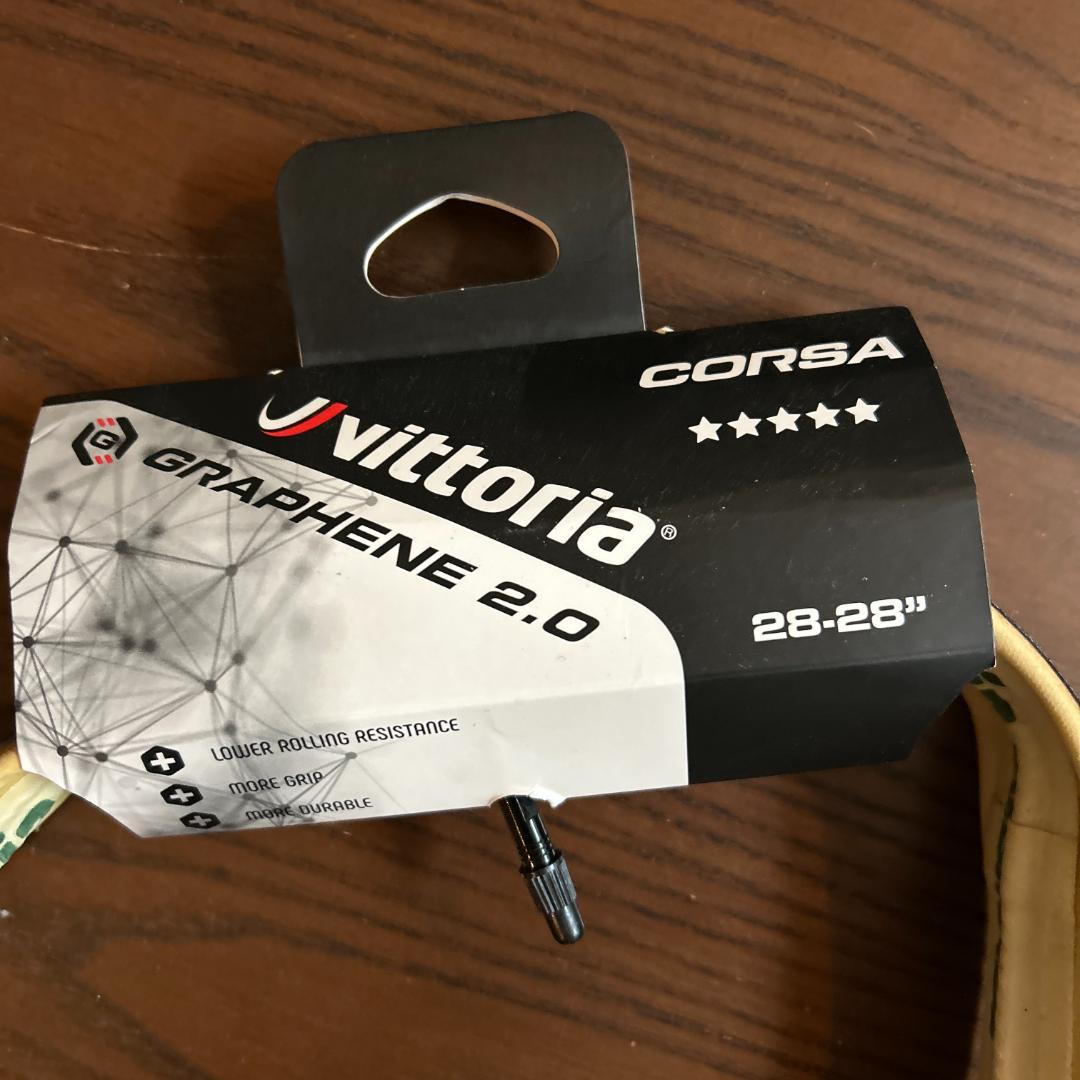 CORSA
★★★★★
vittoria®
G GRAPHENE 2.0
28-28”
LOWER ROLLING RESISTANCE
MORE GRIP
MORE DURABLE